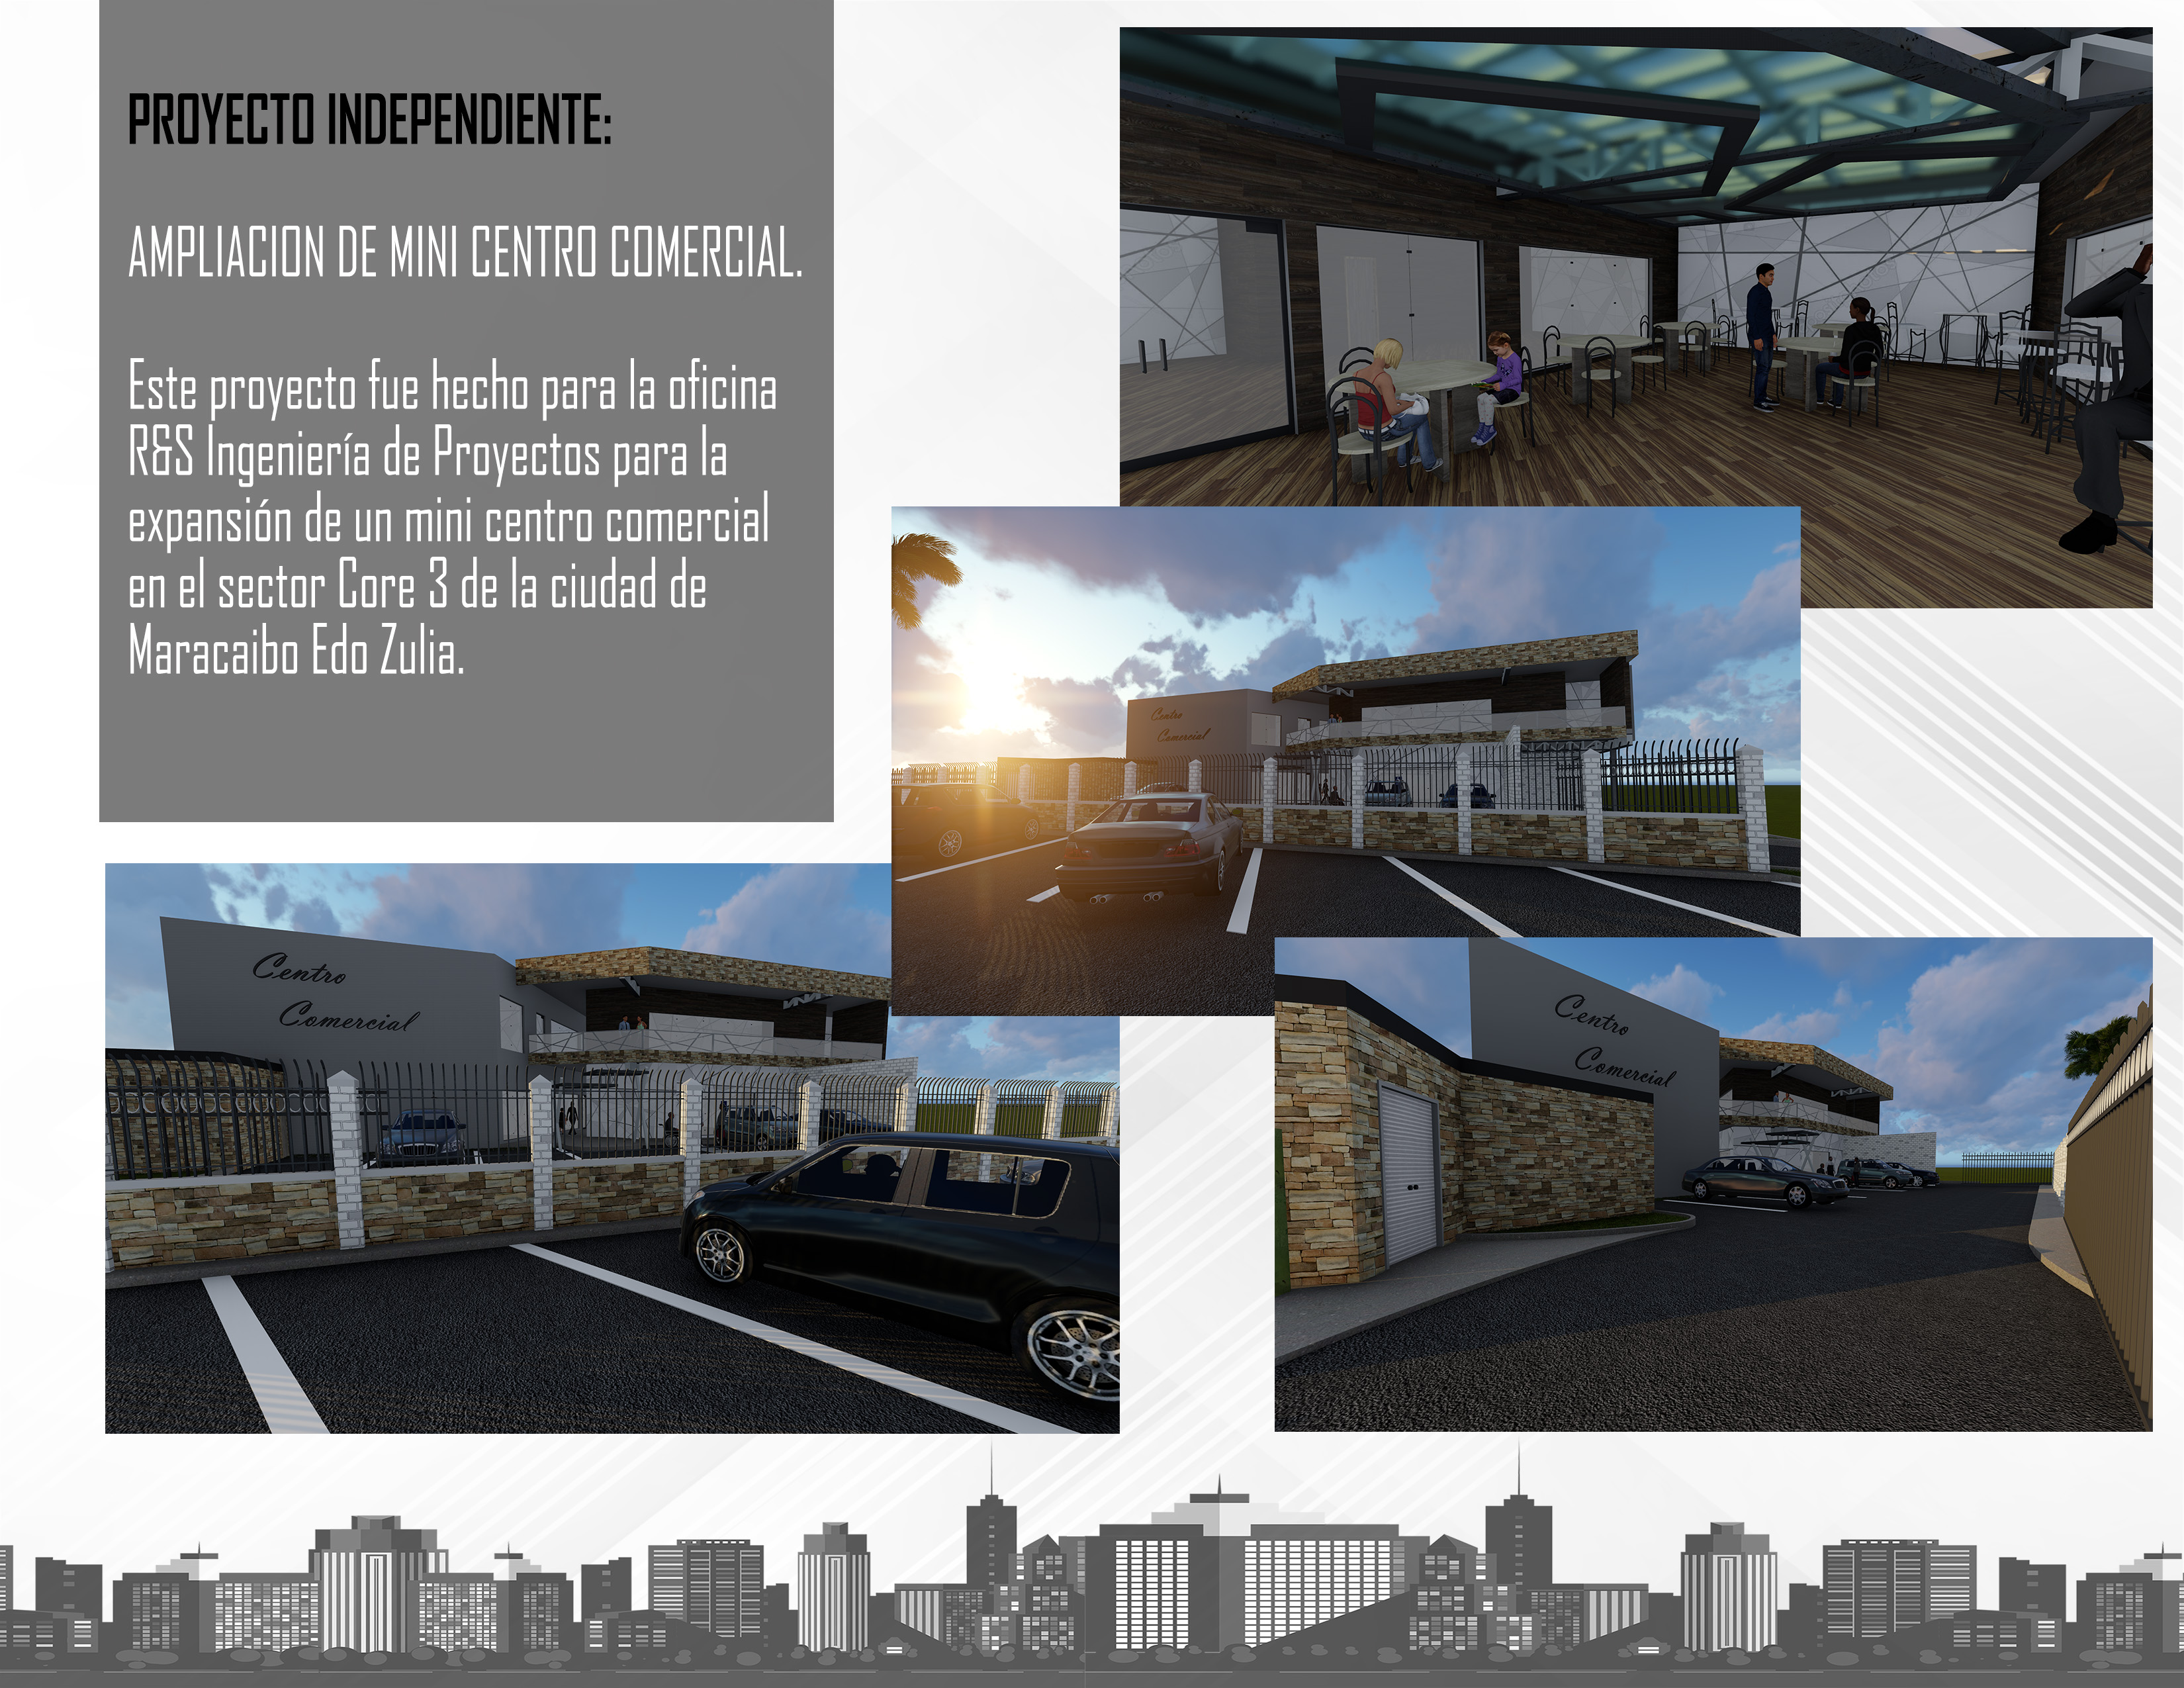 PROYECTO INDEPENDIENTE:
AMPLIACION DE MINI CENTRO COMERCIAL.
Este proyecto fue hecho para la oficina
R&S Ingeniería de Proyectos para la
expansión de un mini centro comercial
en el sector Core 3 de la ciudad de
Maracaibo Edo Zulia.
Centro
Comercial
Centro
Comercial
Centro
Comercial